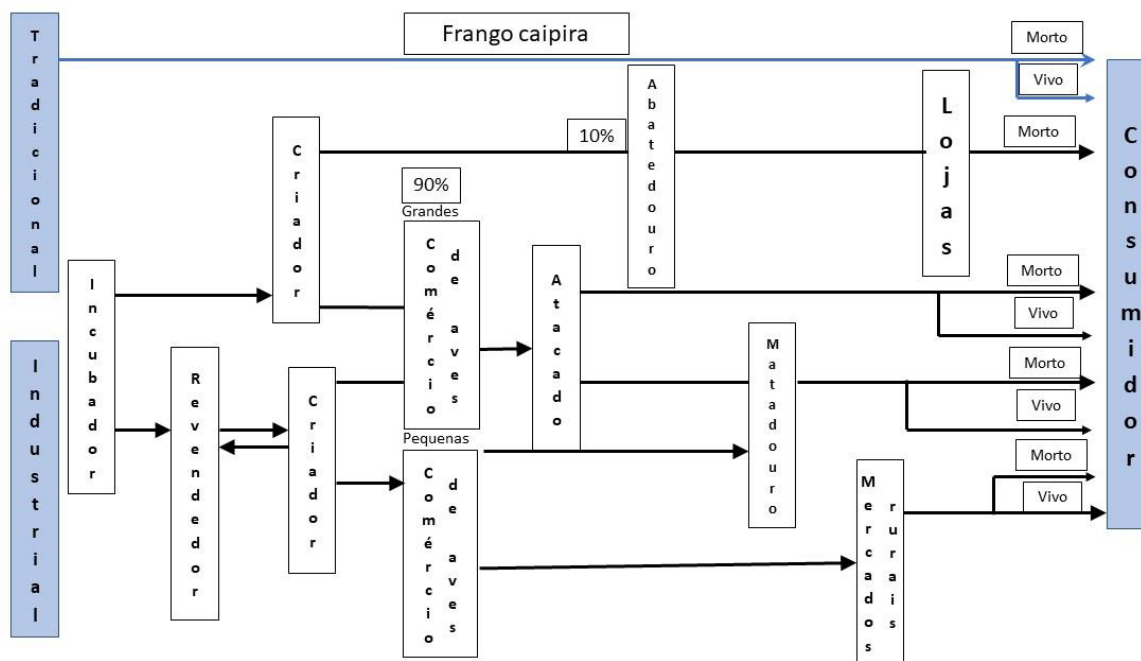 Tradicional
Frango caipira
Morto
Vivo
Abatedouro
Lojas
Criador
10%
Morto
90%
Grandes
Comércio de aves
Consumidor
Incubador
Atacado
Morto
Vivo
Industrial
Revendedor
Criador
Matadouro
Morto
Vivo
Pequenas
Comércio de aves
Mercados rurais
Morto
Vivo